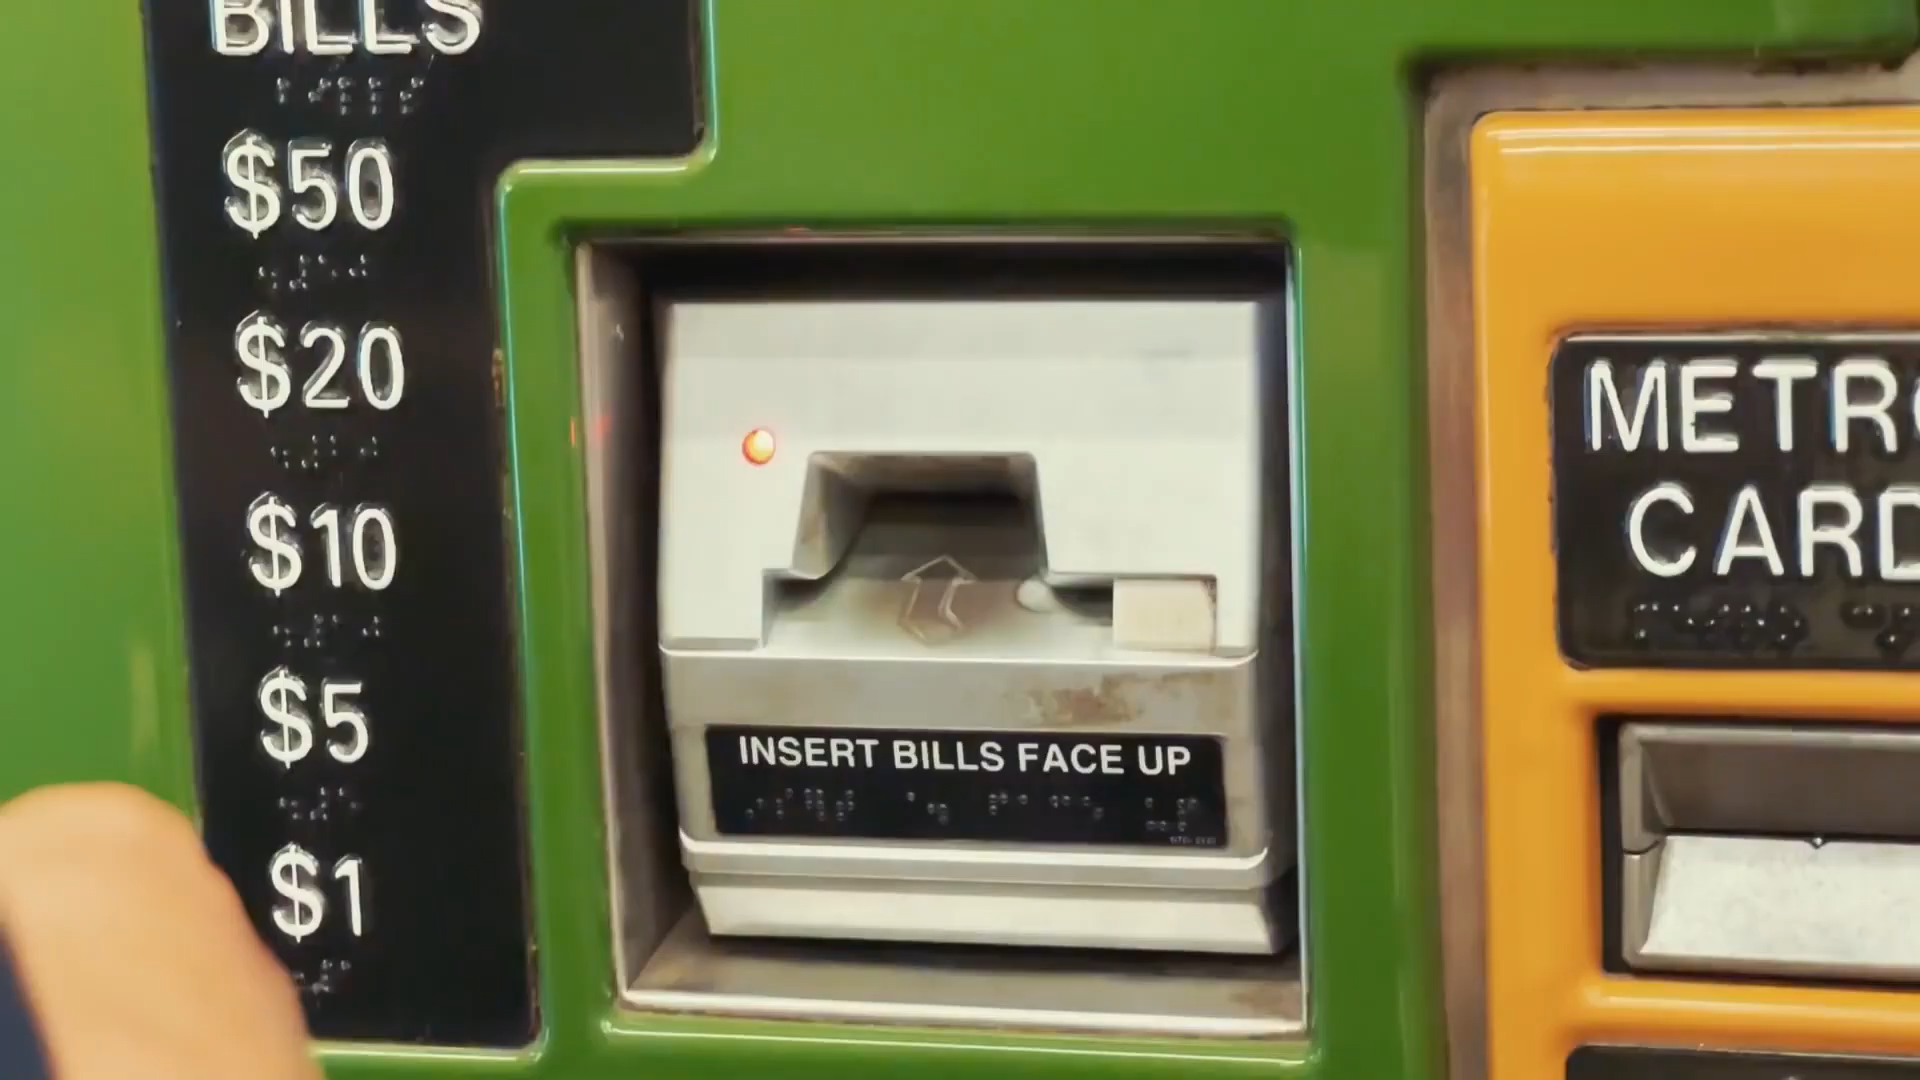 BILLS
$50
$20
$10
$5
$1
INSERT BILLS FACE UP
METRO
CARD